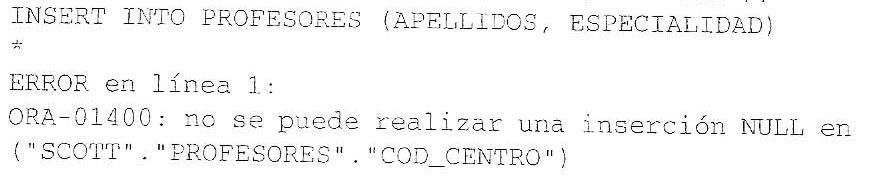 INSERT INTO PROFESORES (APELLIDOS, ESPECIALIDAD)
*
ERROR en línea 1:
ORA-01400: no se puede realizar una inserción NULL en
("SCOTT"."PROFESORES"."COD_CENTRO")